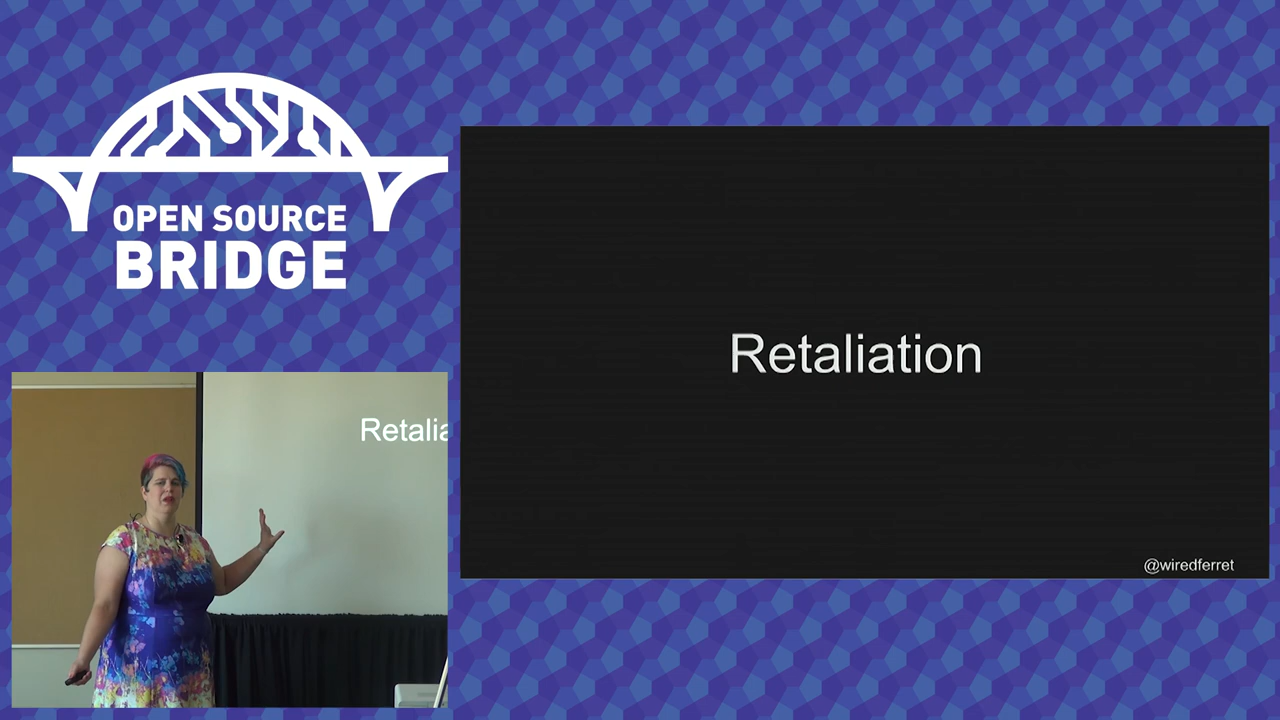 OPEN SOURCE
BRIDGE
Retaliation
@wiredferret
Retalia